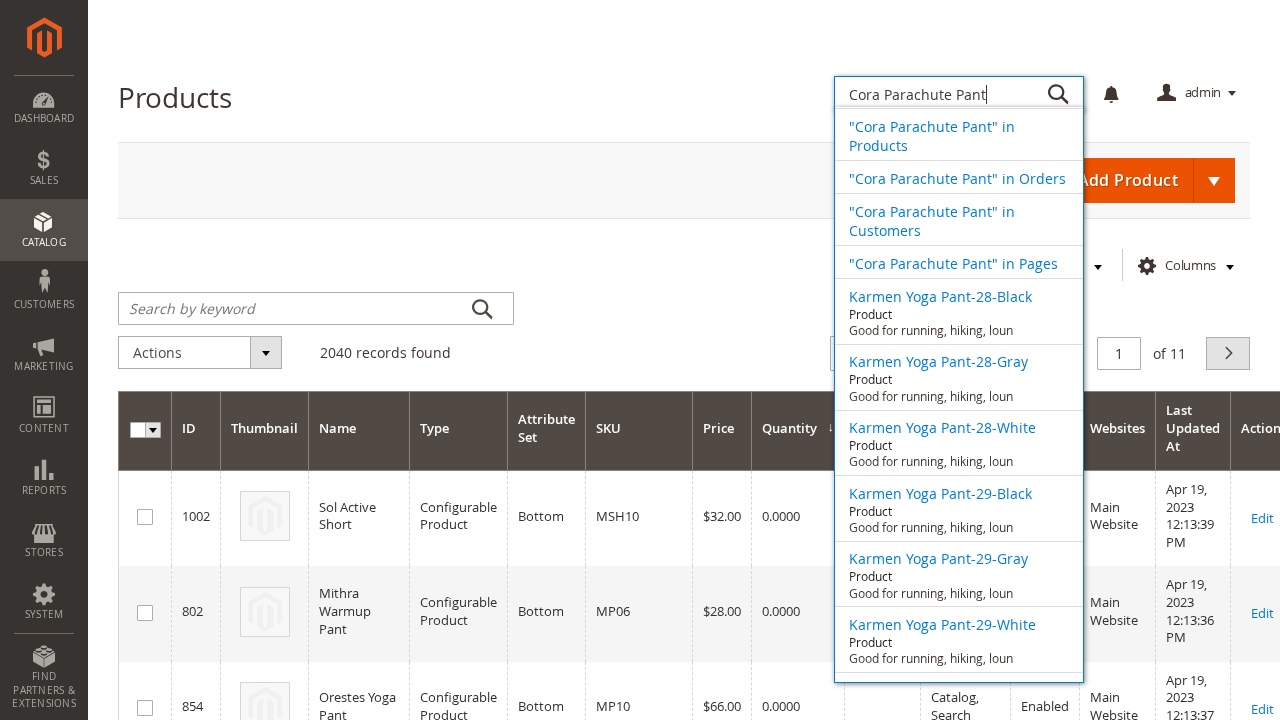 DASHBOARD
SALES
CATALOG
CUSTOMERS
MARKETING
CONTENT
REPORTS
STORES
SYSTEM
FIND
PARTNERS &
EXTENSIONS
Products
Cora Parachute Pant
admin
"Cora Parachute Pant" in
Products
"Cora Parachute Pant" in Orders
"Cora Parachute Pant" in
Customers
"Cora Parachute Pant" in Pages
Karmen Yoga Pant-28-Black
Product
Good for running, hiking, loun
Karmen Yoga Pant-28-Gray
Product
Good for running, hiking, loun
Karmen Yoga Pant-28-White
Product
Good for running, hiking, loun
Karmen Yoga Pant-29-Black
Product
Good for running, hiking, loun
Karmen Yoga Pant-29-Gray
Product
Good for running, hiking, loun
Karmen Yoga Pant-29-White
Product
Good for running, hiking, loun
Add Product
Columns
Search by keyword
Actions
2040 records found
1 of 11
ID Thumbnail Name Type Attribute Set SKU Price Quantity ↓ Websites Last Updated At Action
1002 Sol Active Short Configurable Product Bottom MSH10 $32.00 0.0000 Main Website Apr 19, 2023 12:13:39 PM Edit
802 Mithra Warmup Pant Configurable Product Bottom MP06 $28.00 0.0000 Main Website Apr 19, 2023 12:13:36 PM Edit
854 Orestes Yoga Pant Configurable Product Bottom MP10 $66.00 0.0000 Catalog, Search Enabled Main Website Apr 19, 2023 12:13:37 Edit